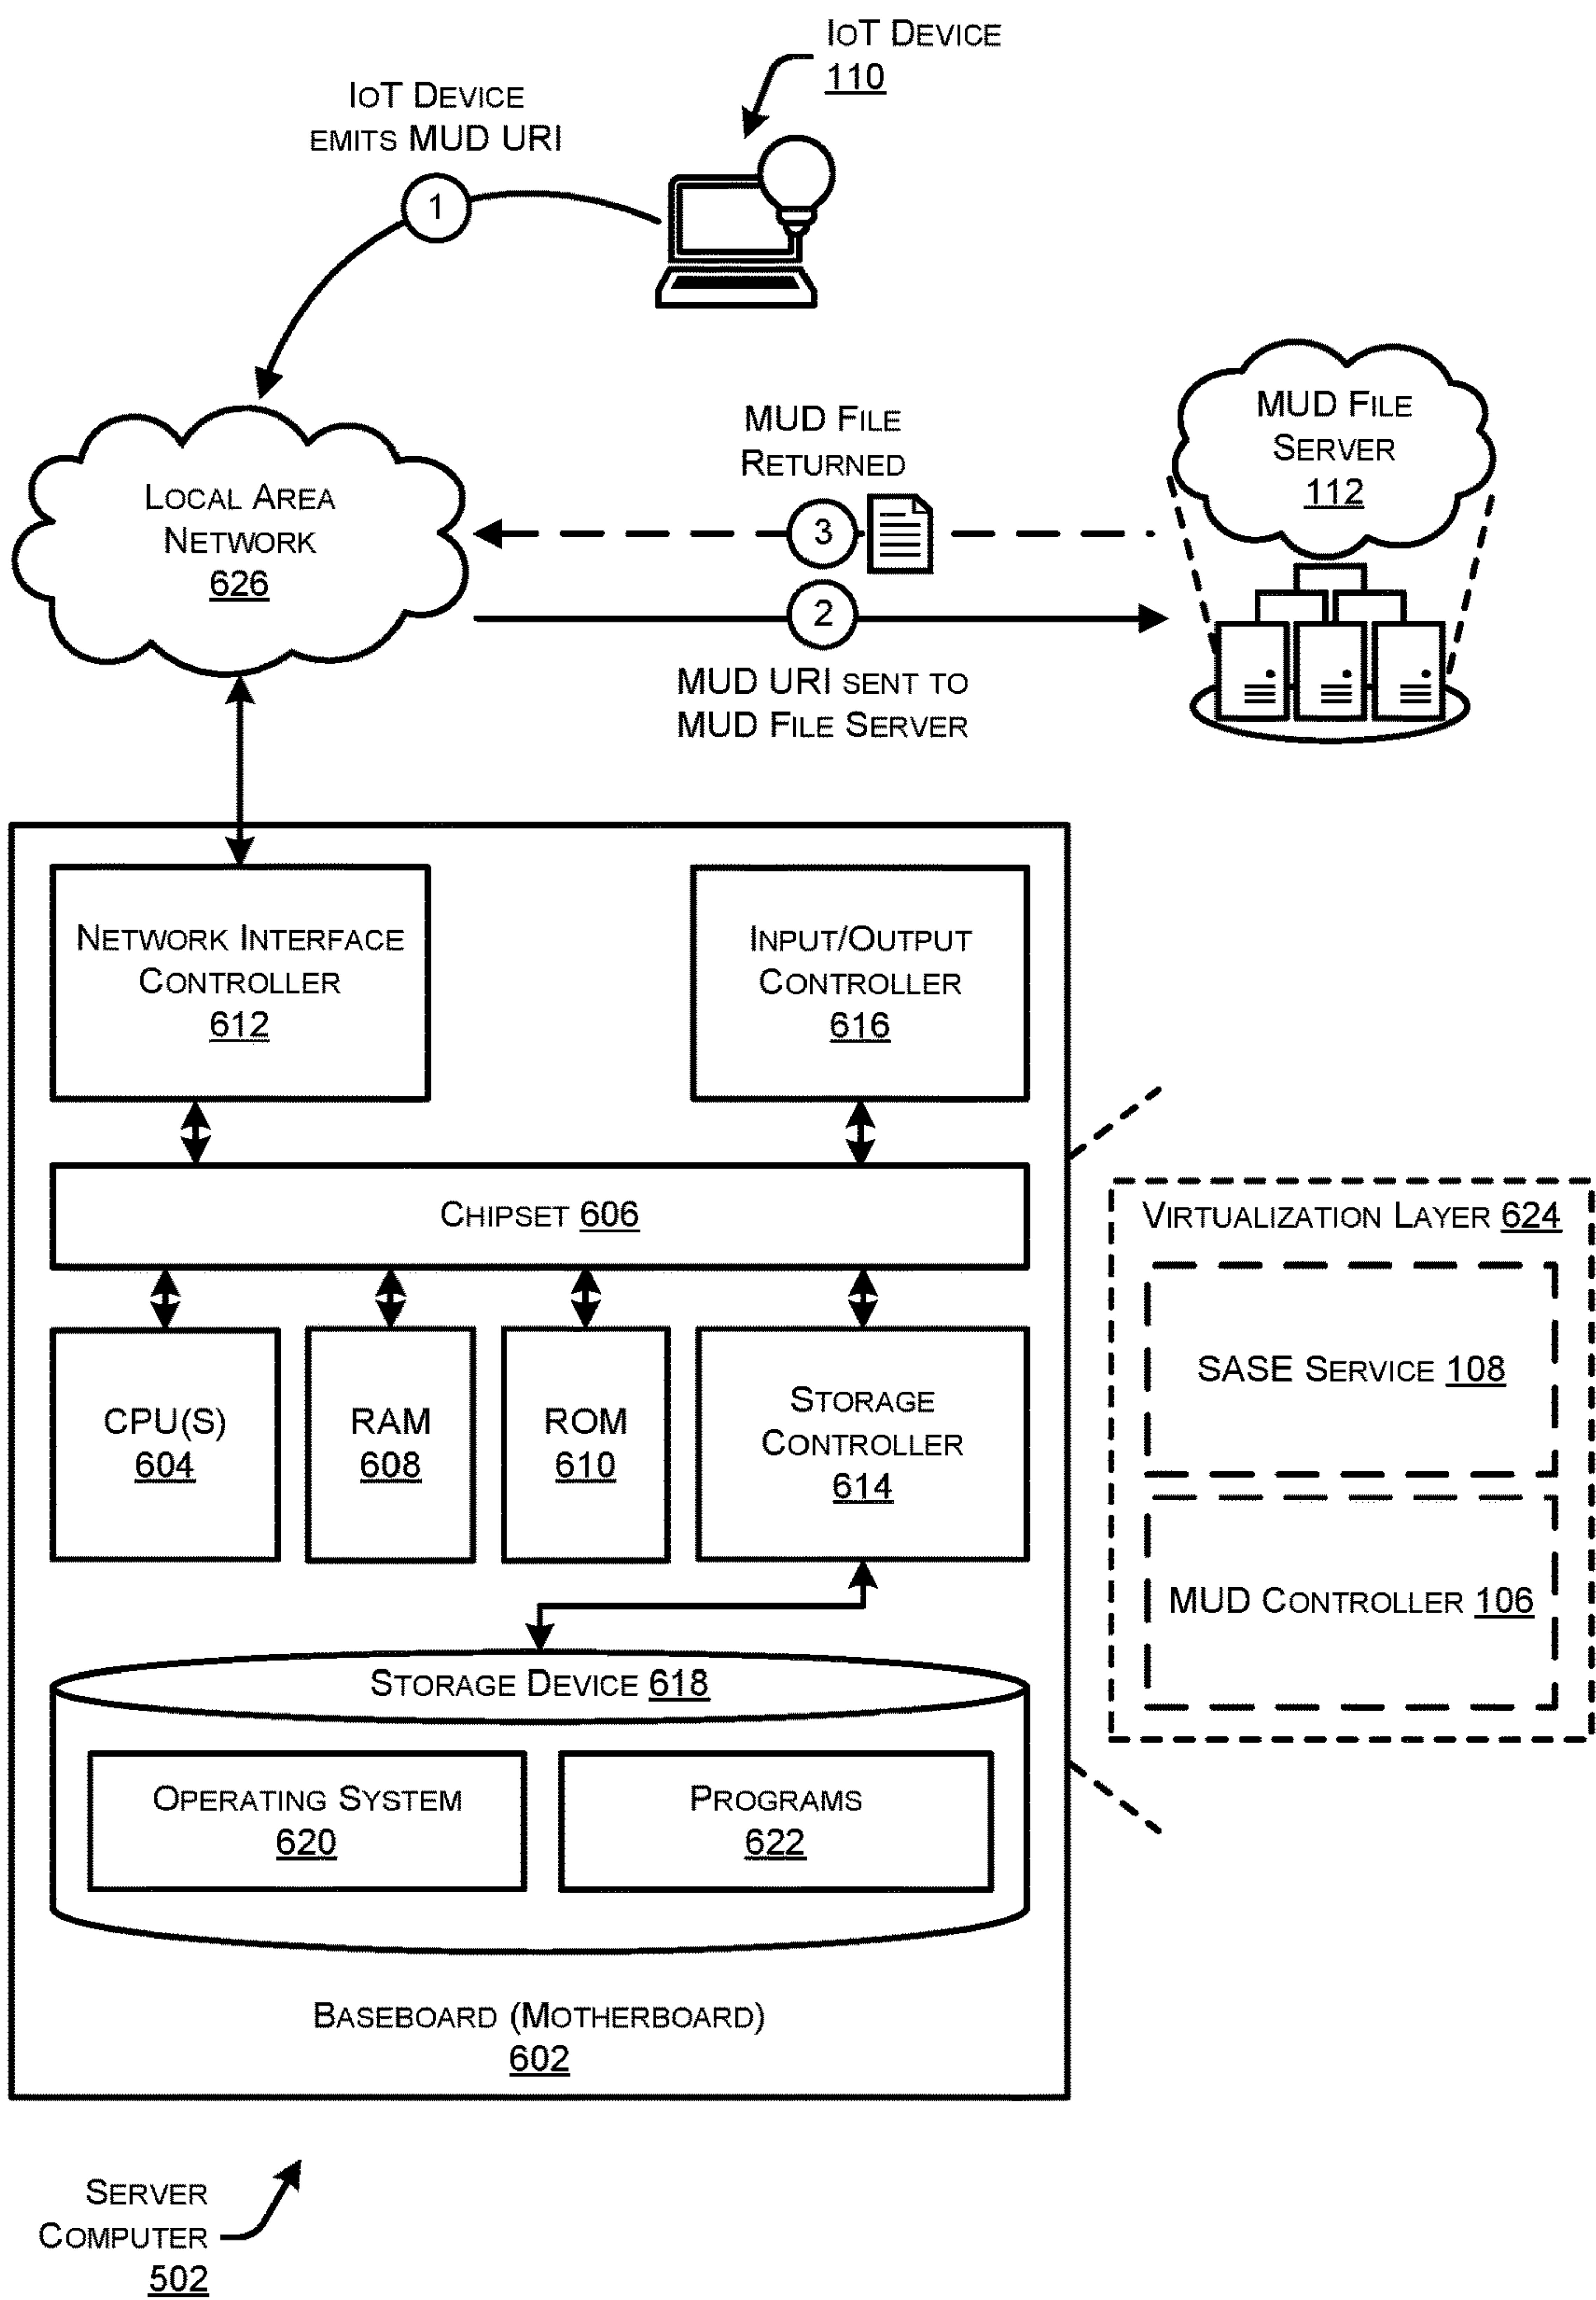 IoT Device
110
IoT Device
emits MUD URI
1
MUD File
Server
112
MUD File
Returned
3
Local Area
Network
626
2
MUD URI sent to
MUD File Server
Network Interface
Controller
612
Input/Output
Controller
616
Chipset 606
Virtualization Layer 624
SASE Service 108
MUD Controller 106
CPU(s)
604
RAM
608
ROM
610
Storage
Controller
614
Storage Device 618
Operating System
620
Programs
622
Baseboard (Motherboard)
602
Server
Computer
502